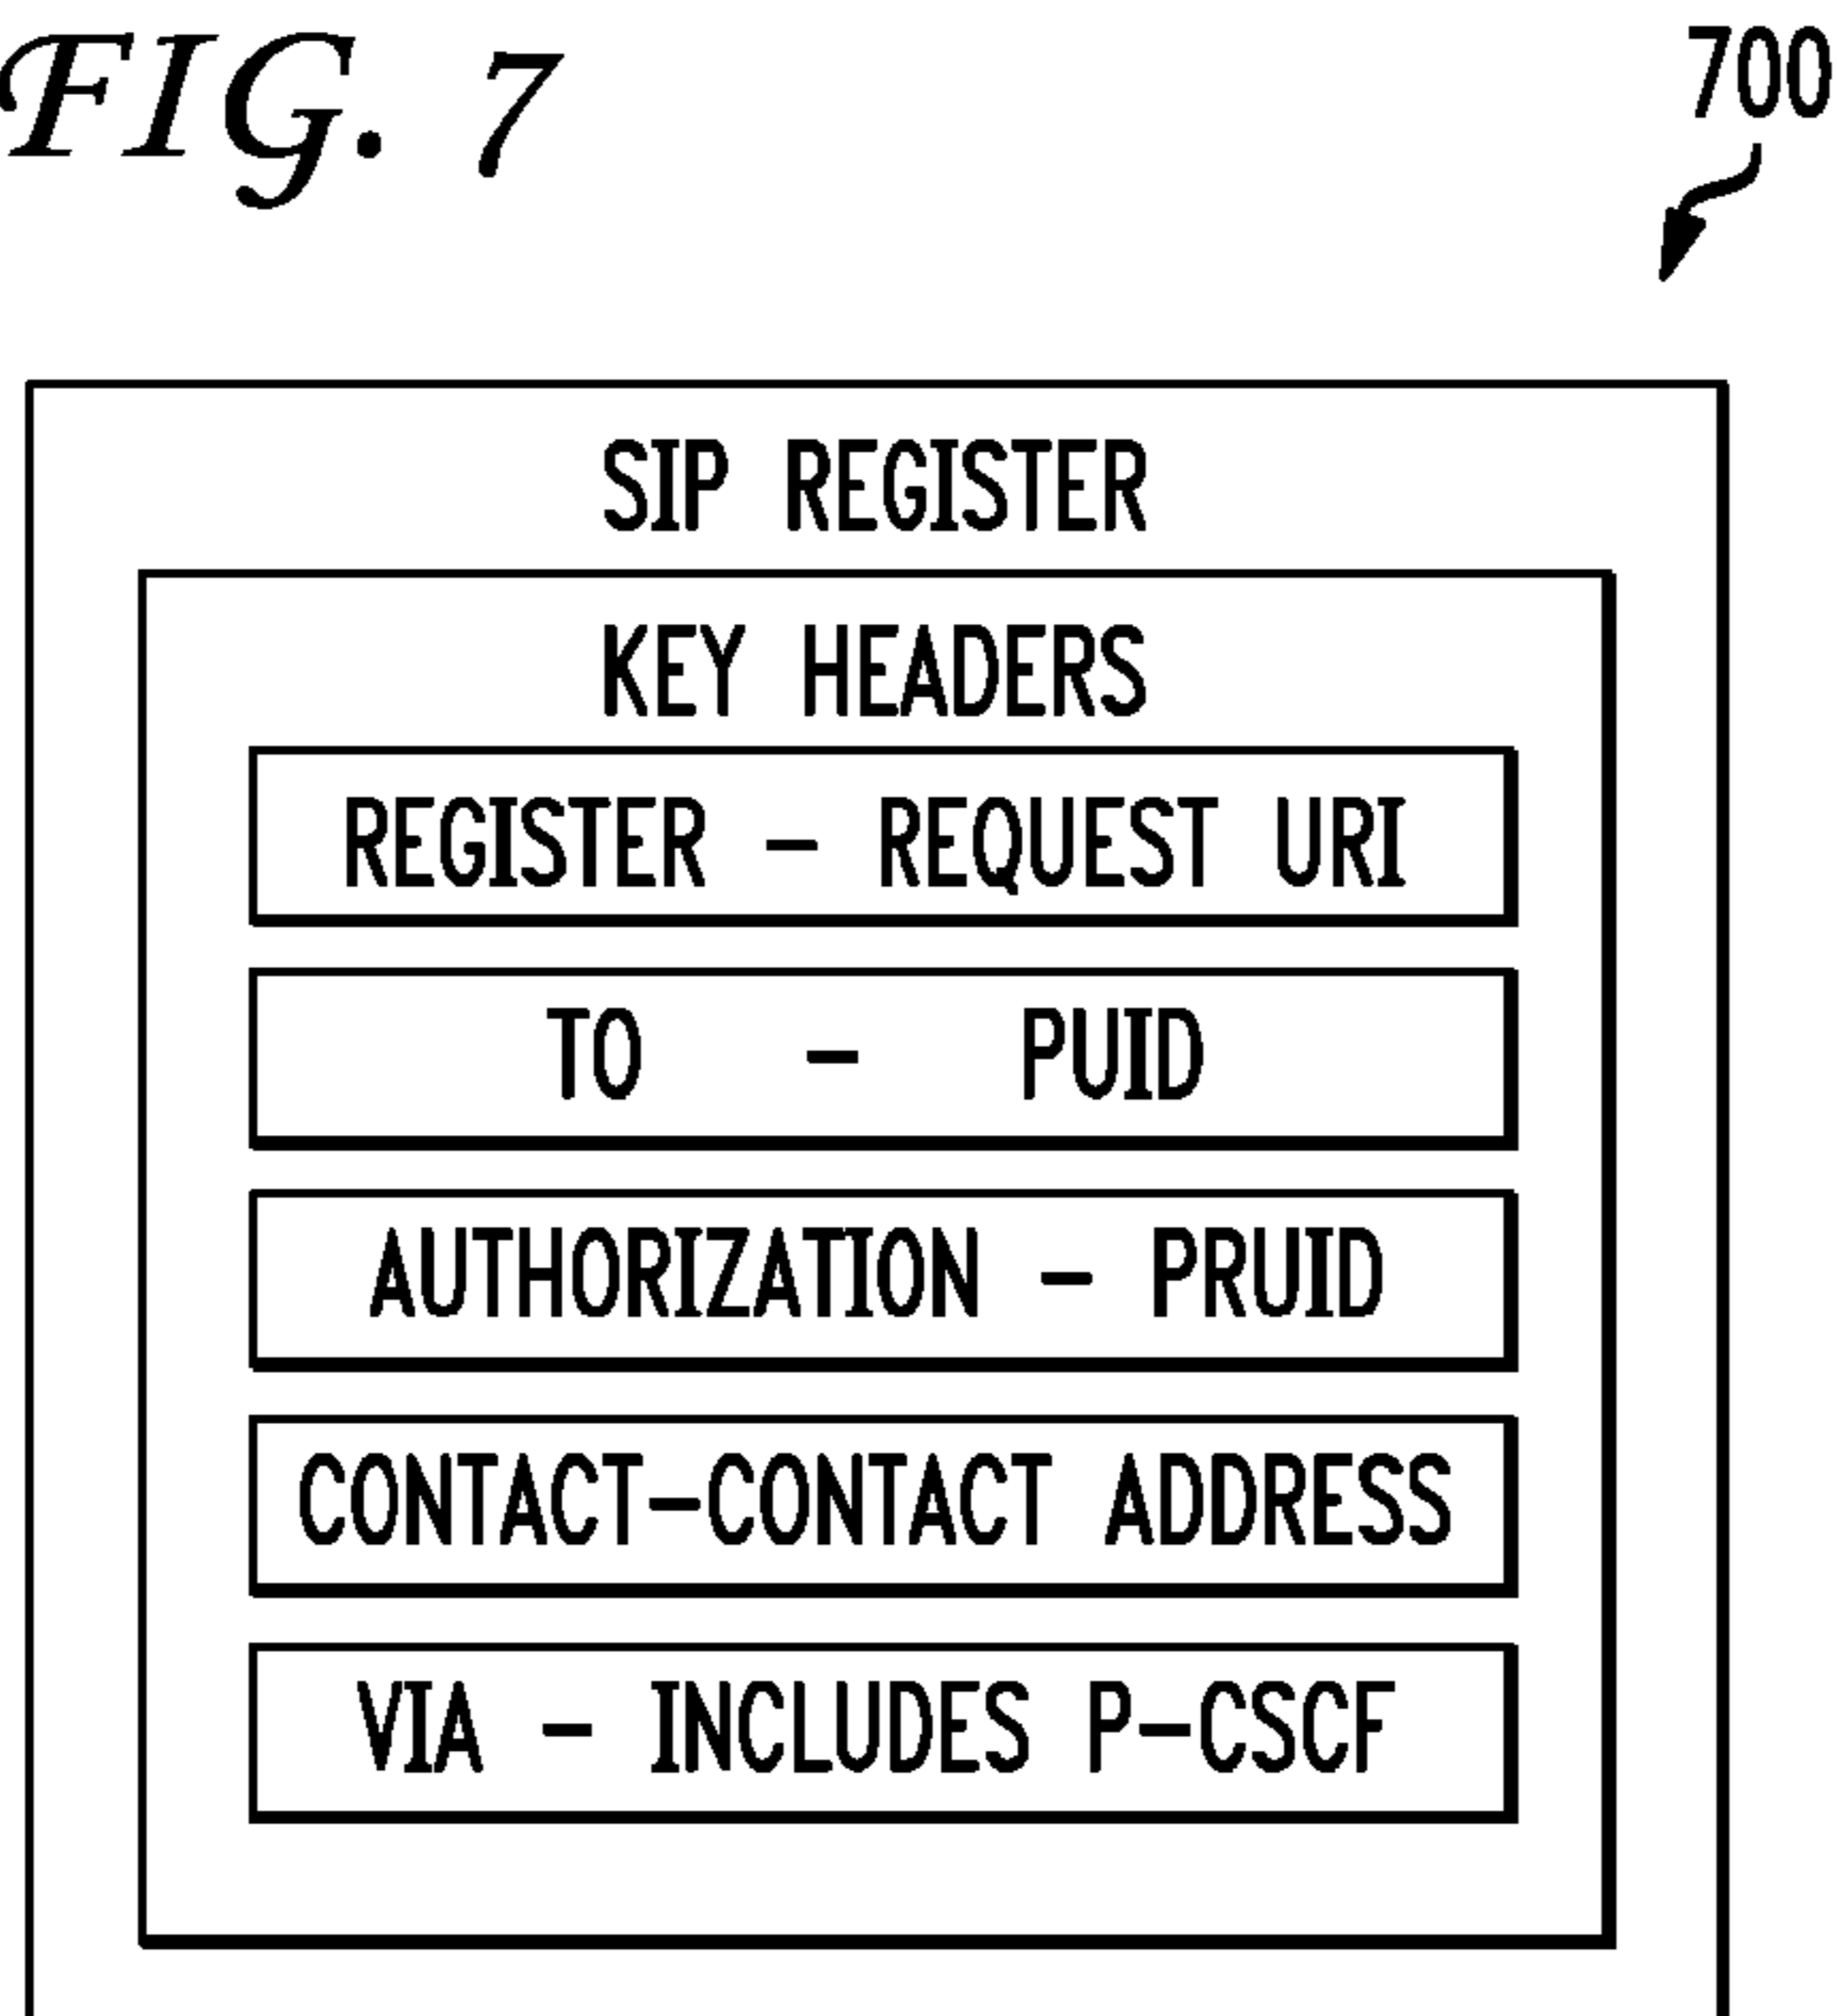 FIG. 7
700
SIP REGISTER
KEY HEADERS
REGISTER - REQUEST URI
TO - PUID
AUTHORIZATION - PRUID
CONTACT-CONTACT ADDRESS
VIA - INCLUDES P-CSCF